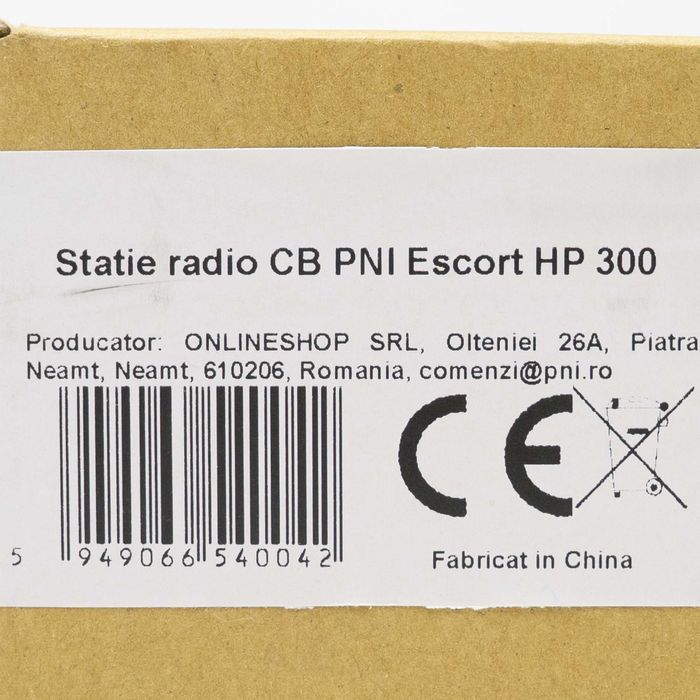 Statie radio CB PNI Escort HP 300
Producator: ONLINESHOP SRL, Olteniei 26A, Piatra
Neamt, Neamt, 610206, Romania, comenzi@pni.ro
CE
5 949066 540042
Fabricat in China